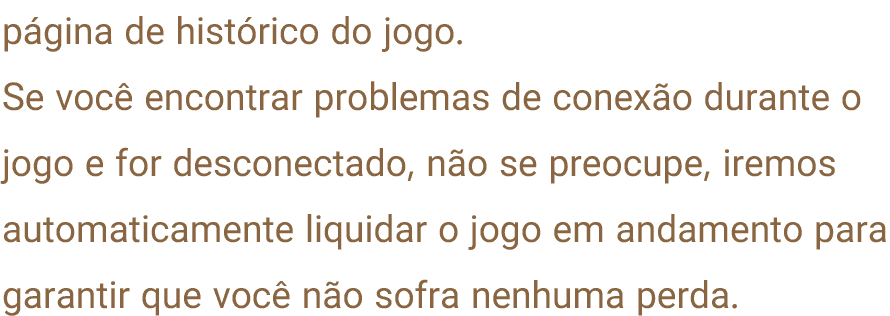 página de histórico do jogo.
Se você encontrar problemas de conexão durante o
jogo e for desconectado, não se preocupe, iremos
automaticamente liquidar o jogo em andamento para
garantir que você não sofra nenhuma perda.